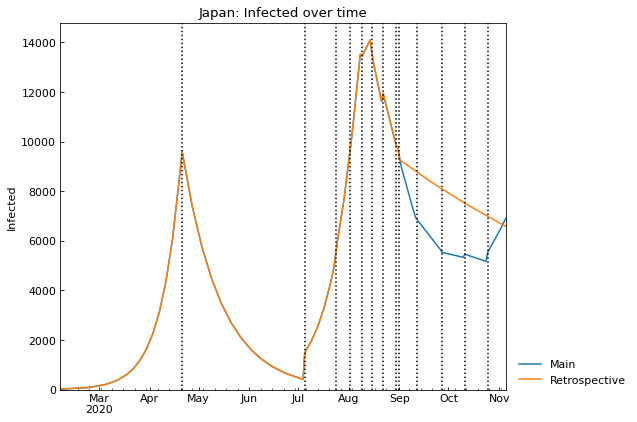 Japan: Infected over time
14000
12000
10000
8000
6000
4000
2000
0
Infected
Mar Apr May Jun Jul Aug Sep Oct Nov
2020
Main
Retrospective